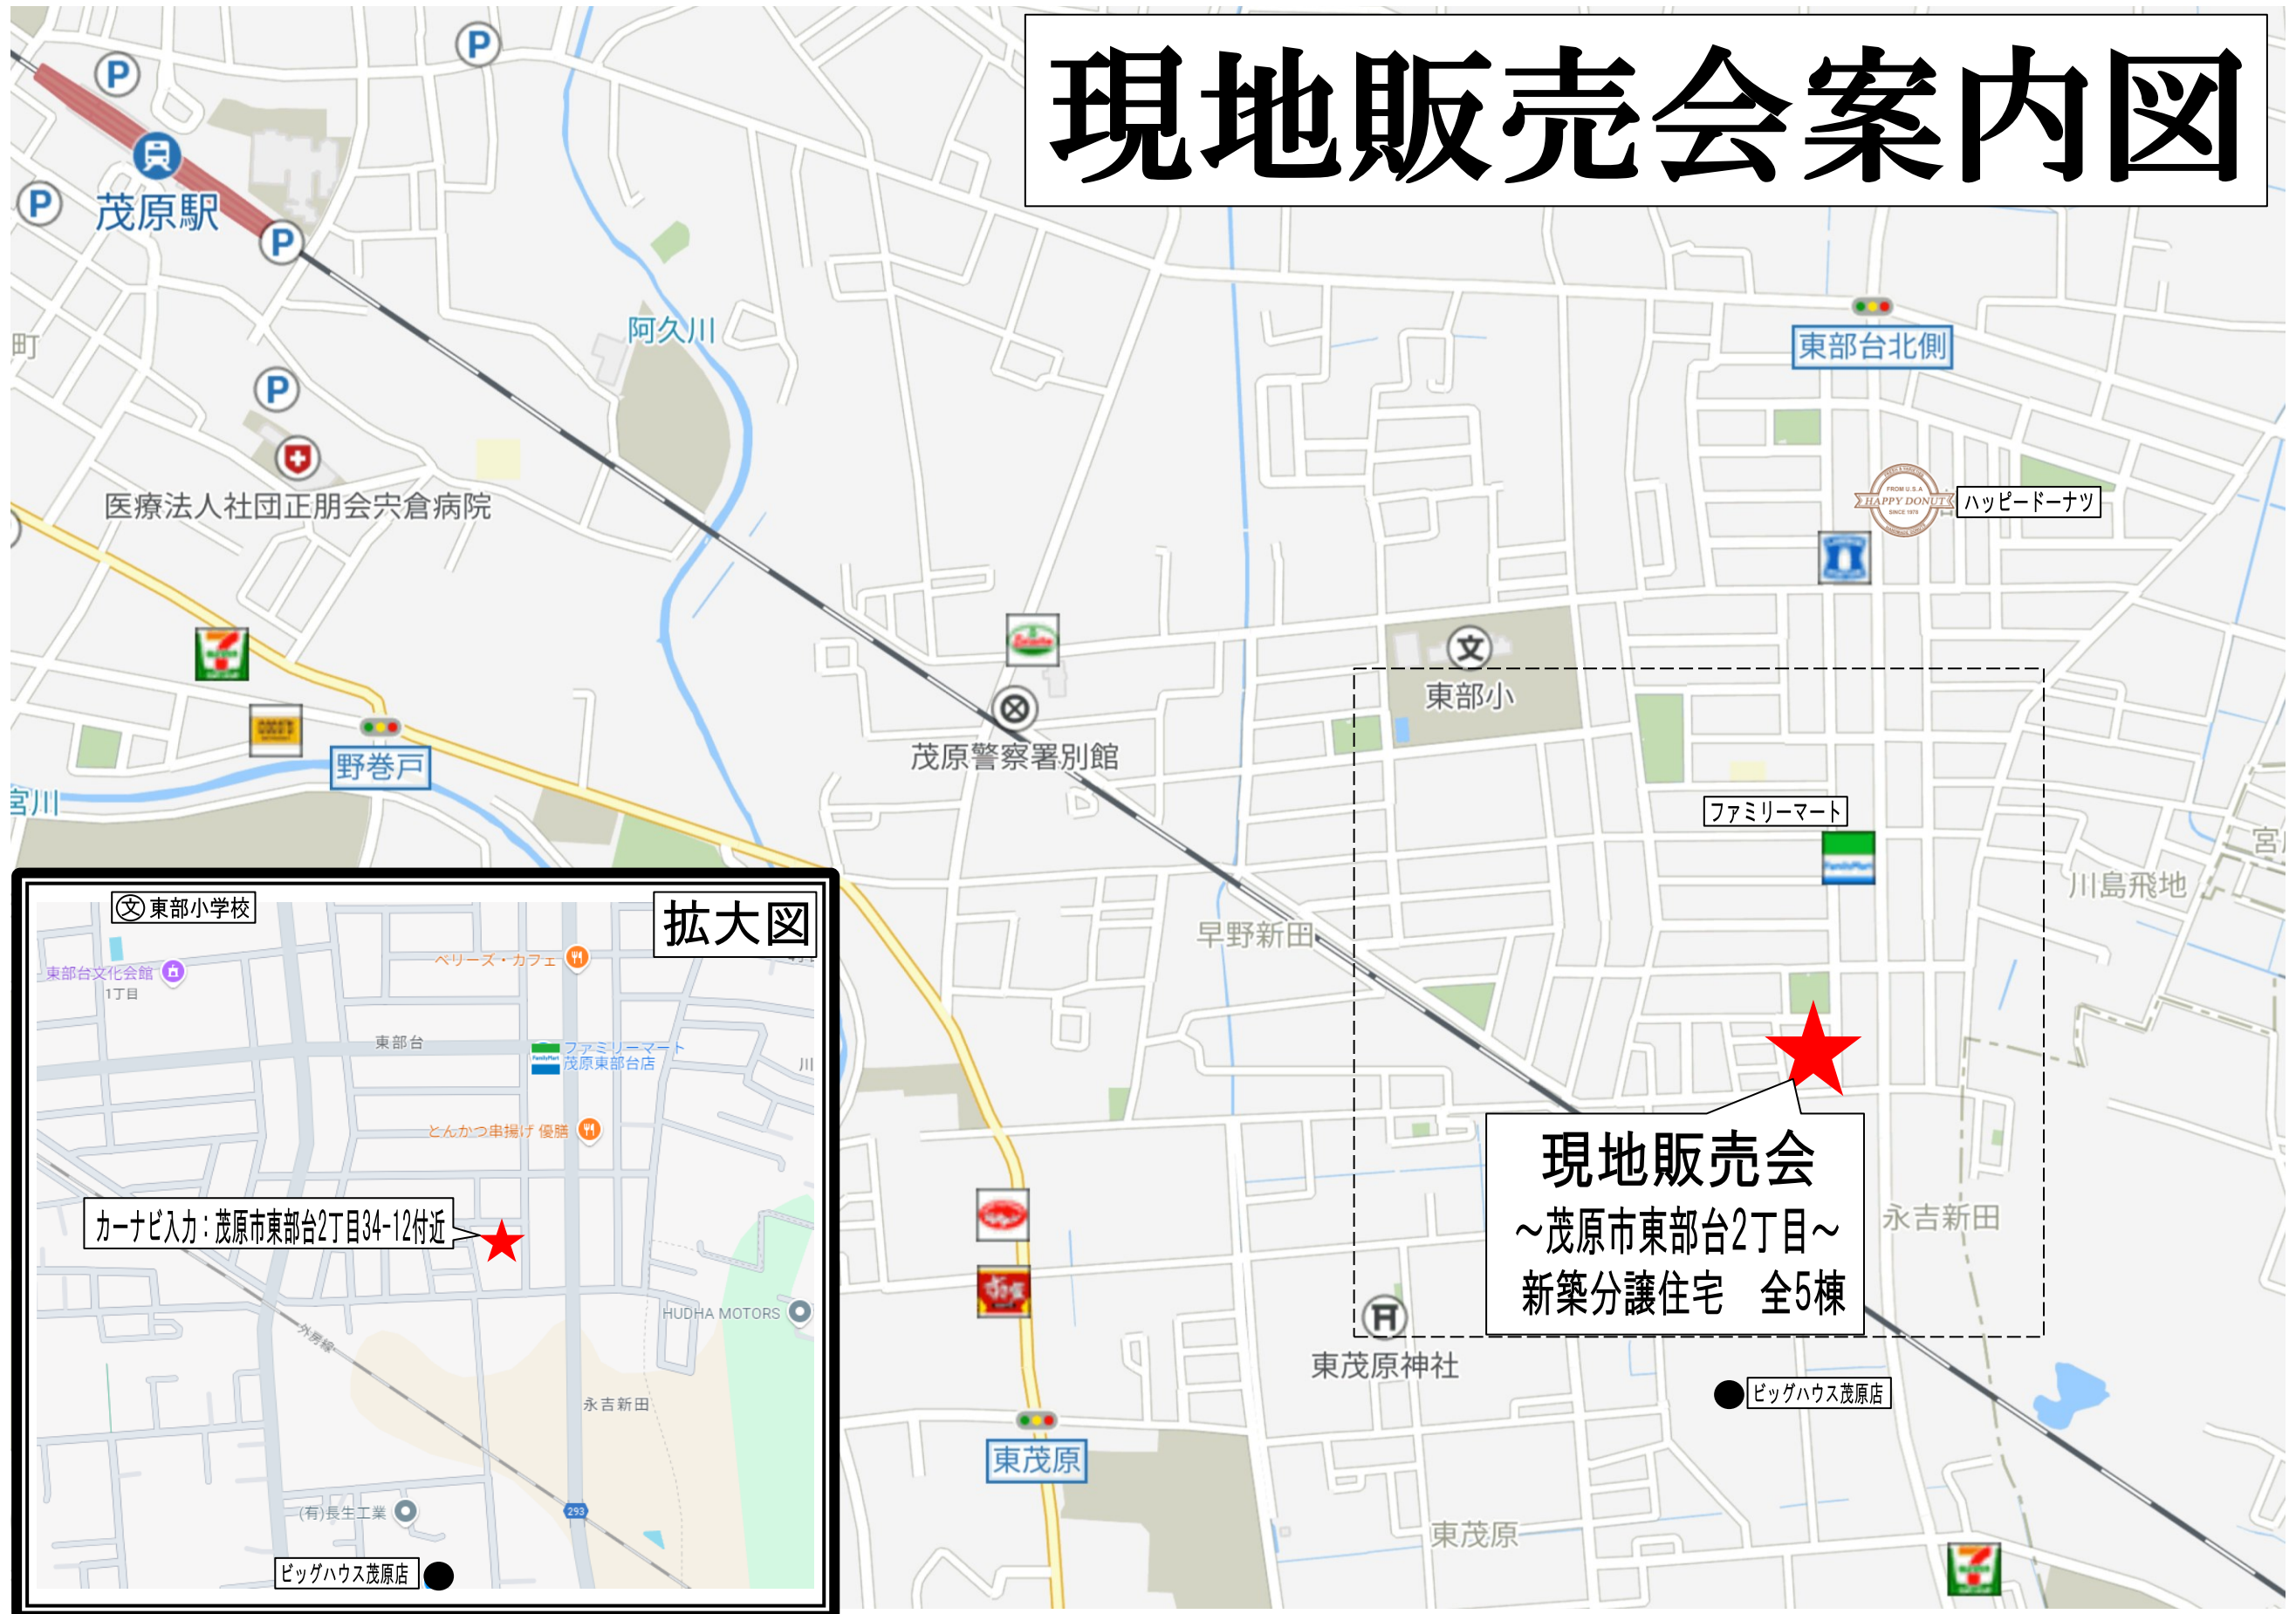 現地販売会案内図
P
P
P
茂原駅
P
阿久川
町
東部台北側
P
医療法人社団正朋会宍倉病院
FROM U.S.A
HAPPY DONUT
SINCE 1976
ハッピードーナツ
文
東部小
茂原警察署別館
野巻戸
宮川
ファミリーマート
FamilyMart
川島飛地
早野新田
現地販売会
～茂原市東部台2丁目～
新築分譲住宅　全5棟
永吉新田
東茂原神社
ビッグハウス茂原店
東茂原
東茂原
拡大図
文 東部小学校
東部台文化会館
1丁目
ベリーズ・カフェ
東部台
FamilyMart
ファミリーマート
茂原東部台店
川
とんかつ串揚げ 優膳
カーナビ入力：茂原市東部台2丁目34-12付近
HUDHA MOTORS
外房線
永吉新田
(有)長生工業
293
ビッグハウス茂原店